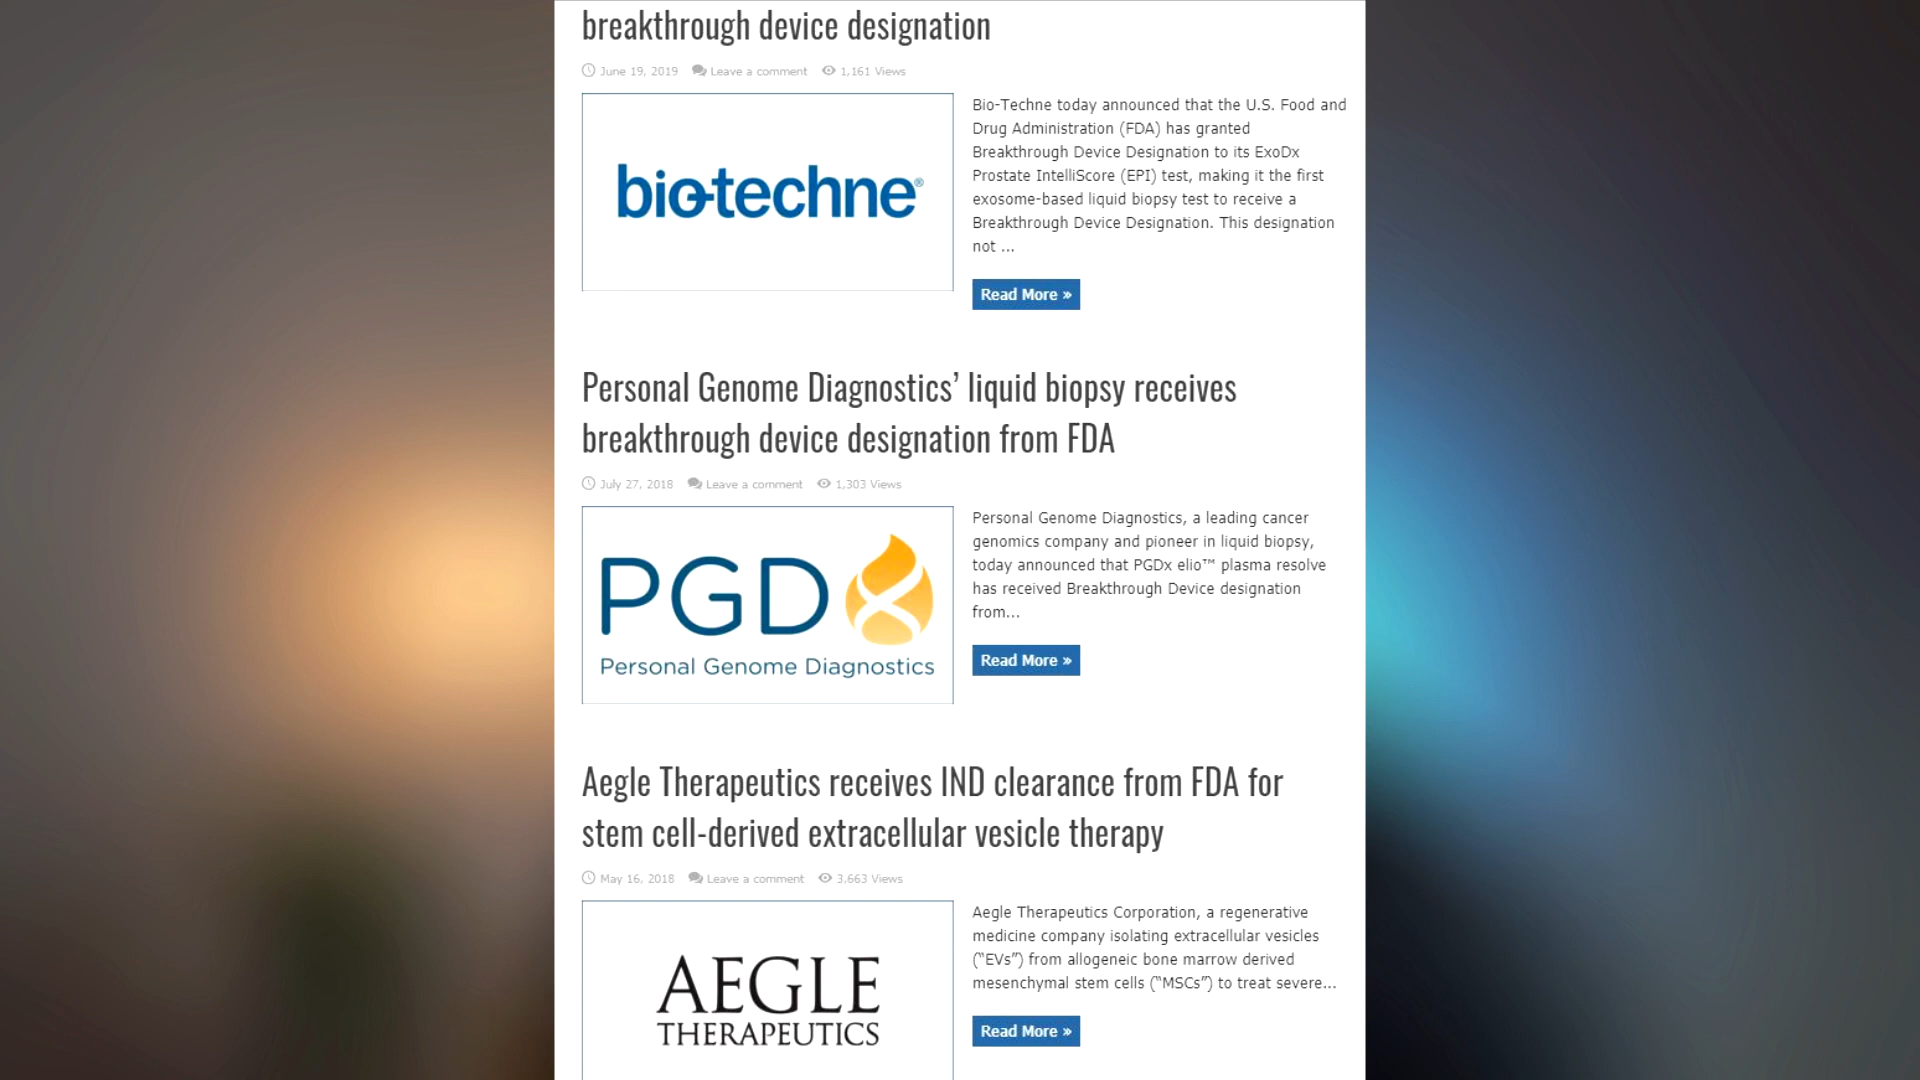 breakthrough device designation
June 19, 2019 Leave a comment 1,161 Views
bio-techne®
Bio-Techne today announced that the U.S. Food and
Drug Administration (FDA) has granted
Breakthrough Device Designation to its ExoDx
Prostate IntelliScore (EPI) test, making it the first
exosome-based liquid biopsy test to receive a
Breakthrough Device Designation. This designation
not ...
Read More »
Personal Genome Diagnostics’ liquid biopsy receives
breakthrough device designation from FDA
July 27, 2018 Leave a comment 1,303 Views
PGD
Personal Genome Diagnostics
Personal Genome Diagnostics, a leading cancer
genomics company and pioneer in liquid biopsy,
today announced that PGDx elio™ plasma resolve
has received Breakthrough Device designation
from...
Read More »
Aegle Therapeutics receives IND clearance from FDA for
stem cell-derived extracellular vesicle therapy
May 16, 2018 Leave a comment 3,663 Views
AEGLE
THERAPEUTICS
Aegle Therapeutics Corporation, a regenerative
medicine company isolating extracellular vesicles
(“EVs”) from allogeneic bone marrow derived
mesenchymal stem cells (“MSCs”) to treat severe...
Read More »